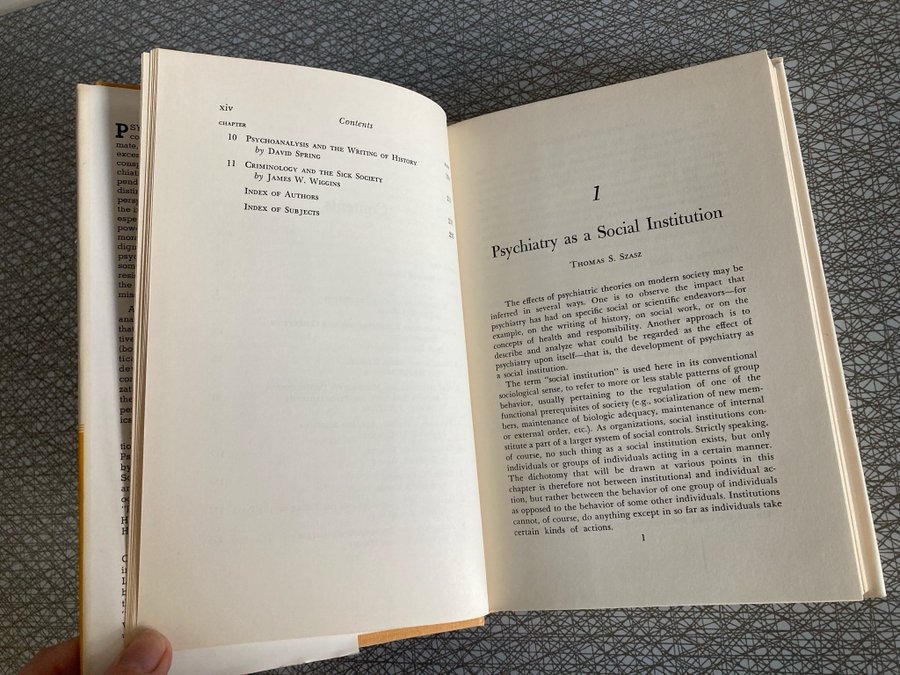 xiv
Contents
CHAPTER
10 PSYCHOANALYSIS AND THE WRITING OF HISTORY
by DAVID SPRING
11 CRIMINOLOGY AND THE SICK SOCIETY
by JAMES W. WIGGINS
INDEX OF AUTHORS
INDEX OF SUBJECTS
1
Psychiatry as a Social Institution
THOMAS S. SZASZ
The effects of psychiatric theories on modern society may be
inferred in several ways. One is to observe the impact that
psychiatry has had on specific social or scientific endeavors—for
example, on the writing of history, on social work, or on the
concepts of health and responsibility. Another approach is to
describe and analyze what could be regarded as the effect of
psychiatry upon itself—that is, the development of psychiatry as
a social institution.
The term "social institution" is used here in its conventional
sociological sense, to refer to more or less stable patterns of group
behavior, usually pertaining to the regulation of one of the
functional prerequisites of society (e.g., socialization of new mem-
bers, maintenance of biologic adequacy, maintenance of internal
or external order, etc.). As organizations, social institutions con-
stitute a part of a larger system of social controls. Strictly speaking,
of course, no such thing as a social institution exists, but only
individuals or groups of individuals acting in a certain manner.
The dichotomy that will be drawn at various points in this
chapter is therefore not between institutional and individual ac-
tion, but rather between the behavior of one group of individuals
as opposed to the behavior of some other individuals. Institutions
cannot, of course, do anything except in so far as individuals take
certain kinds of actions.
1